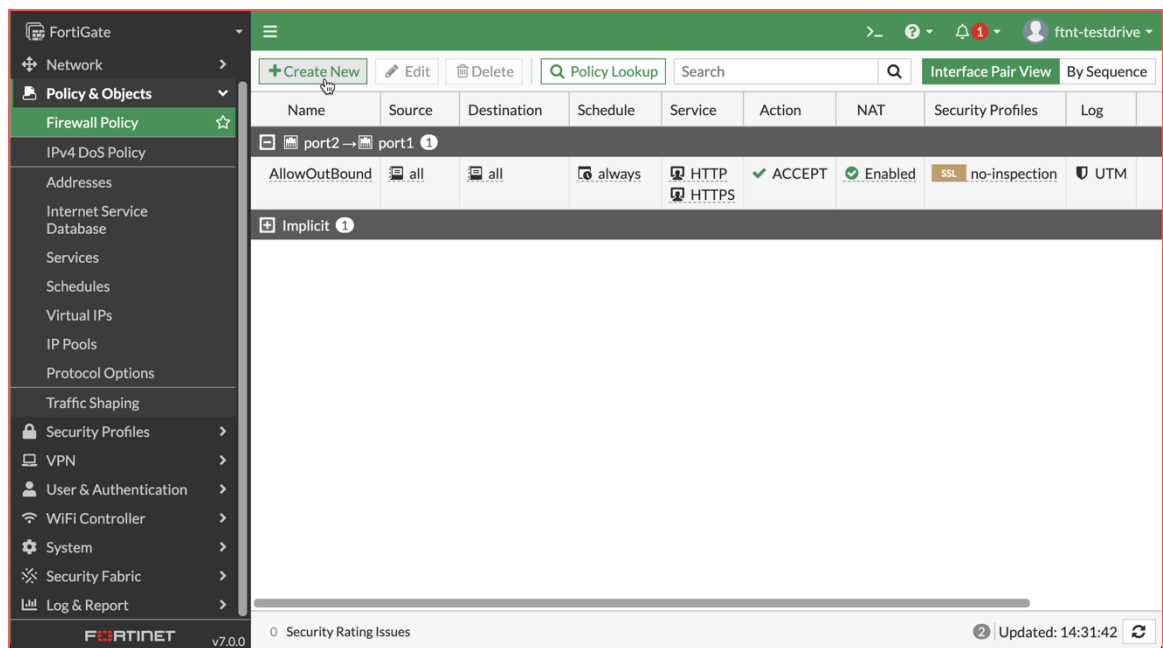 FortiGate
Network
Policy & Objects
Firewall Policy
IPv4 DoS Policy
Addresses
Internet Service
Database
Services
Schedules
Virtual IPs
IP Pools
Protocol Options
Traffic Shaping
Security Profiles
VPN
User & Authentication
WiFi Controller
System
Security Fabric
Log & Report
FORTINET v7.0.0
>_ ? 1 ftnt-testdrive
+Create New Edit Delete Policy Lookup Search Interface Pair View By Sequence
Name Source Destination Schedule Service Action NAT Security Profiles Log
port2→ port1 1
AllowOutBound all all always HTTP ACCEPT Enabled SSL no-inspection UTM
HTTPS
Implicit 1
0 Security Rating Issues 2 Updated: 14:31:42